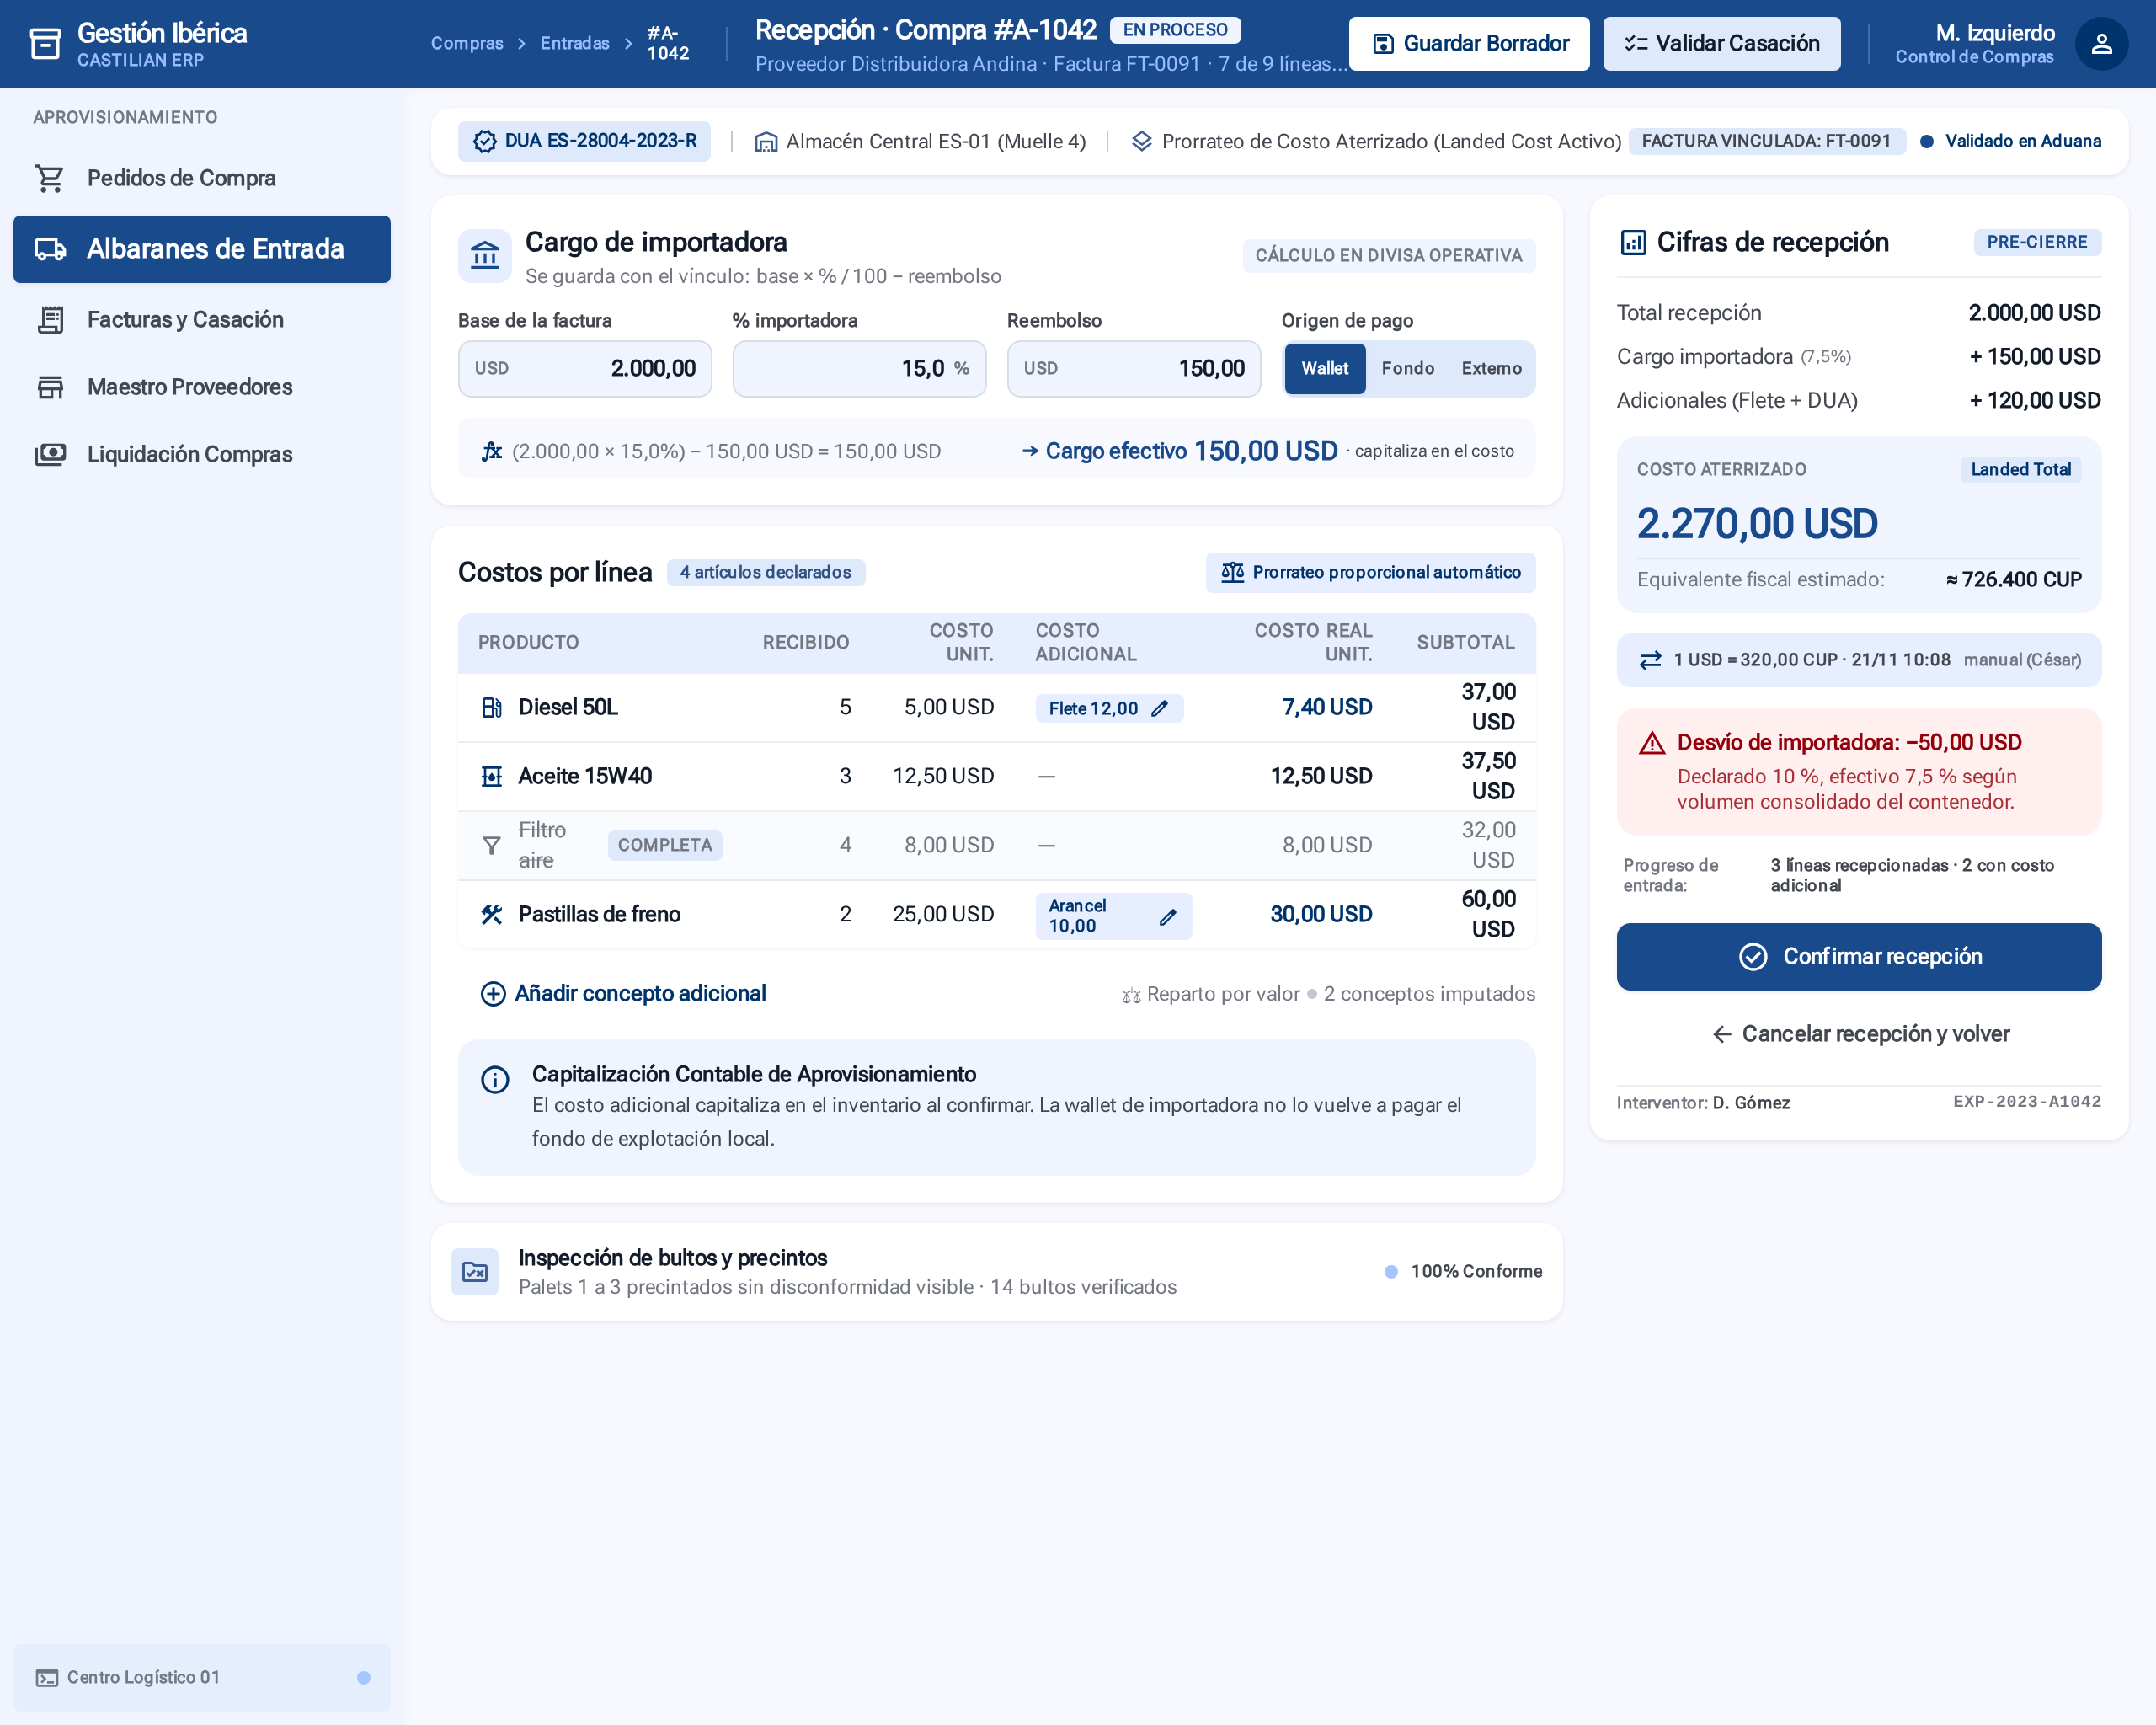 Gestión Ibérica
CASTILIAN ERP
Compras
Entradas
#A-
1042
Recepción · Compra #A-1042
EN PROCESO
Proveedor Distribuidora Andina · Factura FT-0091 · 7 de 9 líneas...
Guardar Borrador
Validar Casación
M. Izquierdo
Control de Compras
APROVISIONAMIENTO
Pedidos de Compra
Albaranes de Entrada
Facturas y Casación
Maestro Proveedores
Liquidación Compras
Centro Logístico 01
DUA ES-28004-2023-R
Almacén Central ES-01 (Muelle 4)
Prorrateo de Costo Aterrizado (Landed Cost Activo)
FACTURA VINCULADA: FT-0091
Validado en Aduana
Cargo de importadora
Se guarda con el vínculo: base × % / 100 − reembolso
CÁLCULO EN DIVISA OPERATIVA
Base de la factura
USD 2.000,00
% importadora
15,0 %
Reembolso
USD 150,00
Origen de pago
Wallet Fondo Externo
(2.000,00 × 15,0%) − 150,00 USD = 150,00 USD
→ Cargo efectivo 150,00 USD · capitaliza en el costo
Costos por línea
4 artículos declarados
Prorrateo proporcional automático
PRODUCTO
RECIBIDO
COSTO
UNIT.
COSTO
ADICIONAL
COSTO REAL
UNIT.
SUBTOTAL
Diesel 50L
5
5,00 USD
Flete 12,00
7,40 USD
37,00
USD
Aceite 15W40
3
12,50 USD
—
12,50 USD
37,50
USD
Filtro
aire
COMPLETA
4
8,00 USD
—
8,00 USD
32,00
USD
Pastillas de freno
2
25,00 USD
Arancel
10,00
30,00 USD
60,00
USD
Añadir concepto adicional
Reparto por valor
2 conceptos imputados
Capitalización Contable de Aprovisionamiento
El costo adicional capitaliza en el inventario al confirmar. La wallet de importadora no lo vuelve a pagar el
fondo de explotación local.
Inspección de bultos y precintos
Palets 1 a 3 precintados sin disconformidad visible · 14 bultos verificados
100% Conforme
Cifras de recepción
PRE-CIERRE
Total recepción
2.000,00 USD
Cargo importadora (7,5%)
+ 150,00 USD
Adicionales (Flete + DUA)
+ 120,00 USD
COSTO ATERRIZADO
Landed Total
2.270,00 USD
Equivalente fiscal estimado:
≈ 726.400 CUP
1 USD = 320,00 CUP · 21/11 10:08
manual (César)
Desvío de importadora: −50,00 USD
Declarado 10 %, efectivo 7,5 % según
volumen consolidado del contenedor.
Progreso de
entrada:
3 líneas recepcionadas · 2 con costo
adicional
Confirmar recepción
Cancelar recepción y volver
Interventor: D. Gómez
EXP-2023-A1042